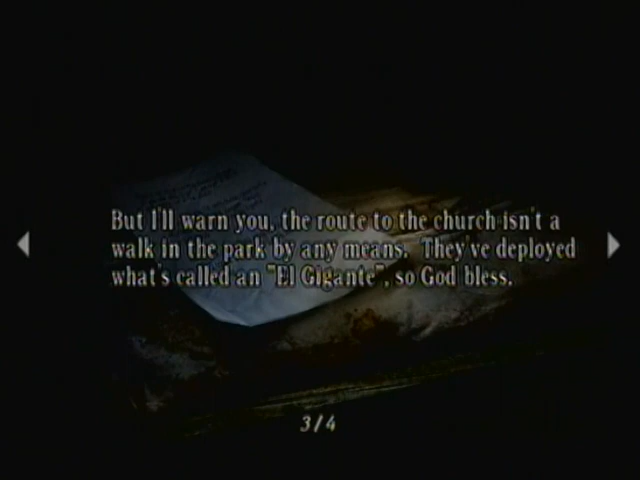 But I'll warn you, the route to the church isn't a
walk in the park by any means.  They've deployed
what's called an "El Gigante", so God bless.
3/4